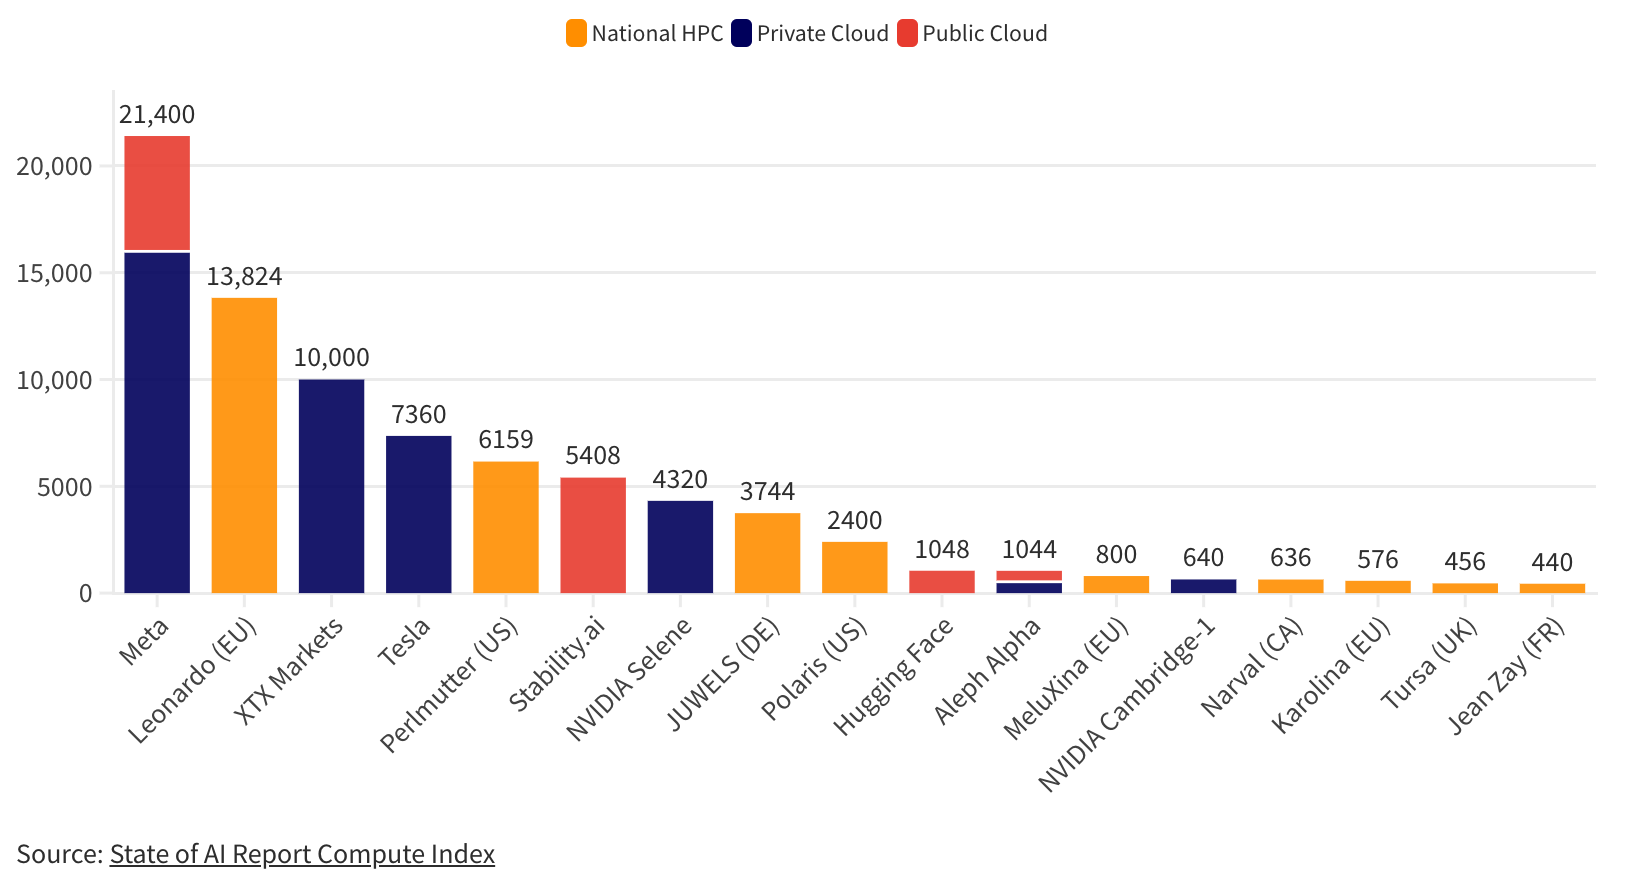 National HPC Private Cloud Public Cloud
21,400
20,000
15,000
13,824
10,000
10,000
7360
6159
5408
5000
4320
3744
2400
1048
1044
800
640
636
576
456
440
0
Meta
Leonardo (EU)
XTX Markets
Tesla
Perlmutter (US)
Stability.ai
NVIDIA Selene
JUWELS (DE)
Polaris (US)
Hugging Face
Aleph Alpha
MeluXina (EU)
NVIDIA Cambridge-1
Narval (CA)
Karolina (EU)
Tursa (UK)
Jean Zay (FR)
Source: State of AI Report Compute Index